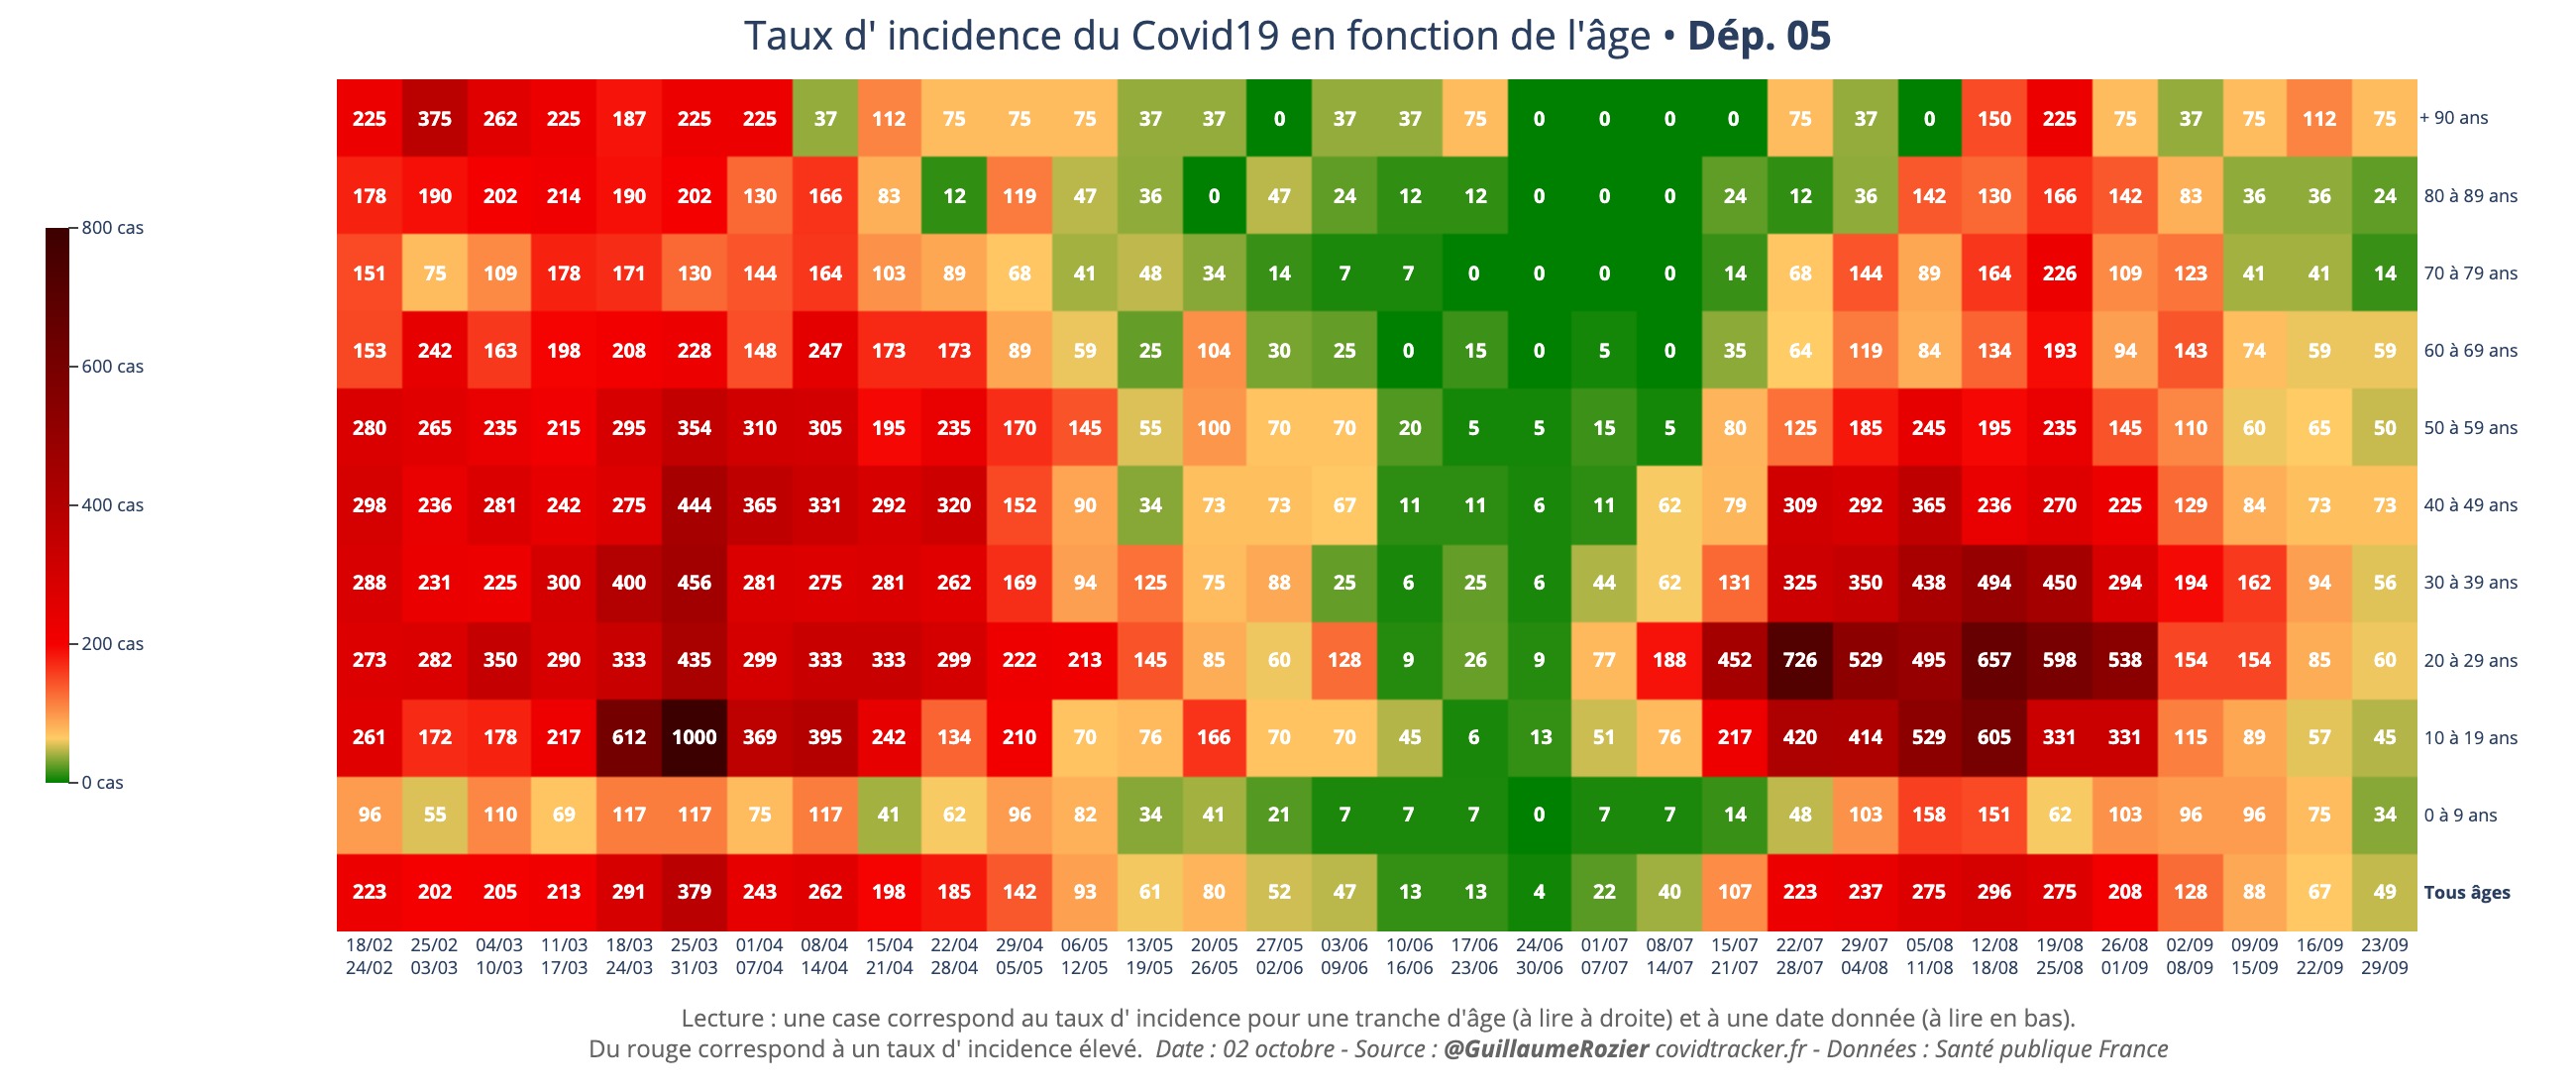 Taux d' incidence du Covid19 en fonction de l'âge • Dép. 05
225 375 262 225 187 225 225 37 112 75 75 75 37 37 0 37 37 75 0 0 0 0 75 37 0 150 225 75 37 75 112 75 + 90 ans
178 190 202 214 190 202 130 166 83 12 119 47 36 0 47 24 12 12 0 0 0 24 12 36 142 130 166 142 83 36 36 24 80 à 89 ans
800 cas
151 75 109 178 171 130 144 164 103 89 68 41 48 34 14 7 7 0 0 0 0 14 68 144 89 164 226 109 123 41 41 14 70 à 79 ans
153 242 163 198 208 228 148 247 173 173 89 59 25 104 30 25 0 15 0 5 0 35 64 119 84 134 193 94 143 74 59 59 60 à 69 ans
600 cas
280 265 235 215 295 354 310 305 195 235 170 145 55 100 70 70 20 5 5 15 5 80 125 185 245 195 235 145 110 60 65 50 50 à 59 ans
400 cas
298 236 281 242 275 444 365 331 292 320 152 90 34 73 73 67 11 11 6 11 62 79 309 292 365 236 270 225 129 84 73 73 40 à 49 ans
288 231 225 300 400 456 281 275 281 262 169 94 125 75 88 25 6 25 6 44 62 131 325 350 438 494 450 294 194 162 94 56 30 à 39 ans
200 cas
273 282 350 290 333 435 299 333 333 299 222 213 145 85 60 128 9 26 9 77 188 452 726 529 495 657 598 538 154 154 85 60 20 à 29 ans
261 172 178 217 612 1000 369 395 242 134 210 70 76 166 70 70 45 6 13 51 76 217 420 414 529 605 331 331 115 89 57 45 10 à 19 ans
0 cas
96 55 110 69 117 117 75 117 41 62 96 82 34 41 21 7 7 7 0 7 7 14 48 103 158 151 62 103 96 96 75 34 0 à 9 ans
223 202 205 213 291 379 243 262 198 185 142 93 61 80 52 47 13 13 4 22 40 107 223 237 275 296 275 208 128 88 67 49 Tous âges
18/02 25/02 04/03 11/03 18/03 25/03 01/04 08/04 15/04 22/04 29/04 06/05 13/05 20/05 27/05 03/06 10/06 17/06 24/06 01/07 08/07 15/07 22/07 29/07 05/08 12/08 19/08 26/08 02/09 09/09 16/09 23/09
24/02 03/03 10/03 17/03 24/03 31/03 07/04 14/04 21/04 28/04 05/05 12/05 19/05 26/05 02/06 09/06 16/06 23/06 30/06 07/07 14/07 21/07 28/07 04/08 11/08 18/08 25/08 01/09 08/09 15/09 22/09 29/09
Lecture : une case correspond au taux d' incidence pour une tranche d'âge (à lire à droite) et à une date donnée (à lire en bas).
Du rouge correspond à un taux d' incidence élevé. Date : 02 octobre - Source : @GuillaumeRozier covidtracker.fr - Données : Santé publique France